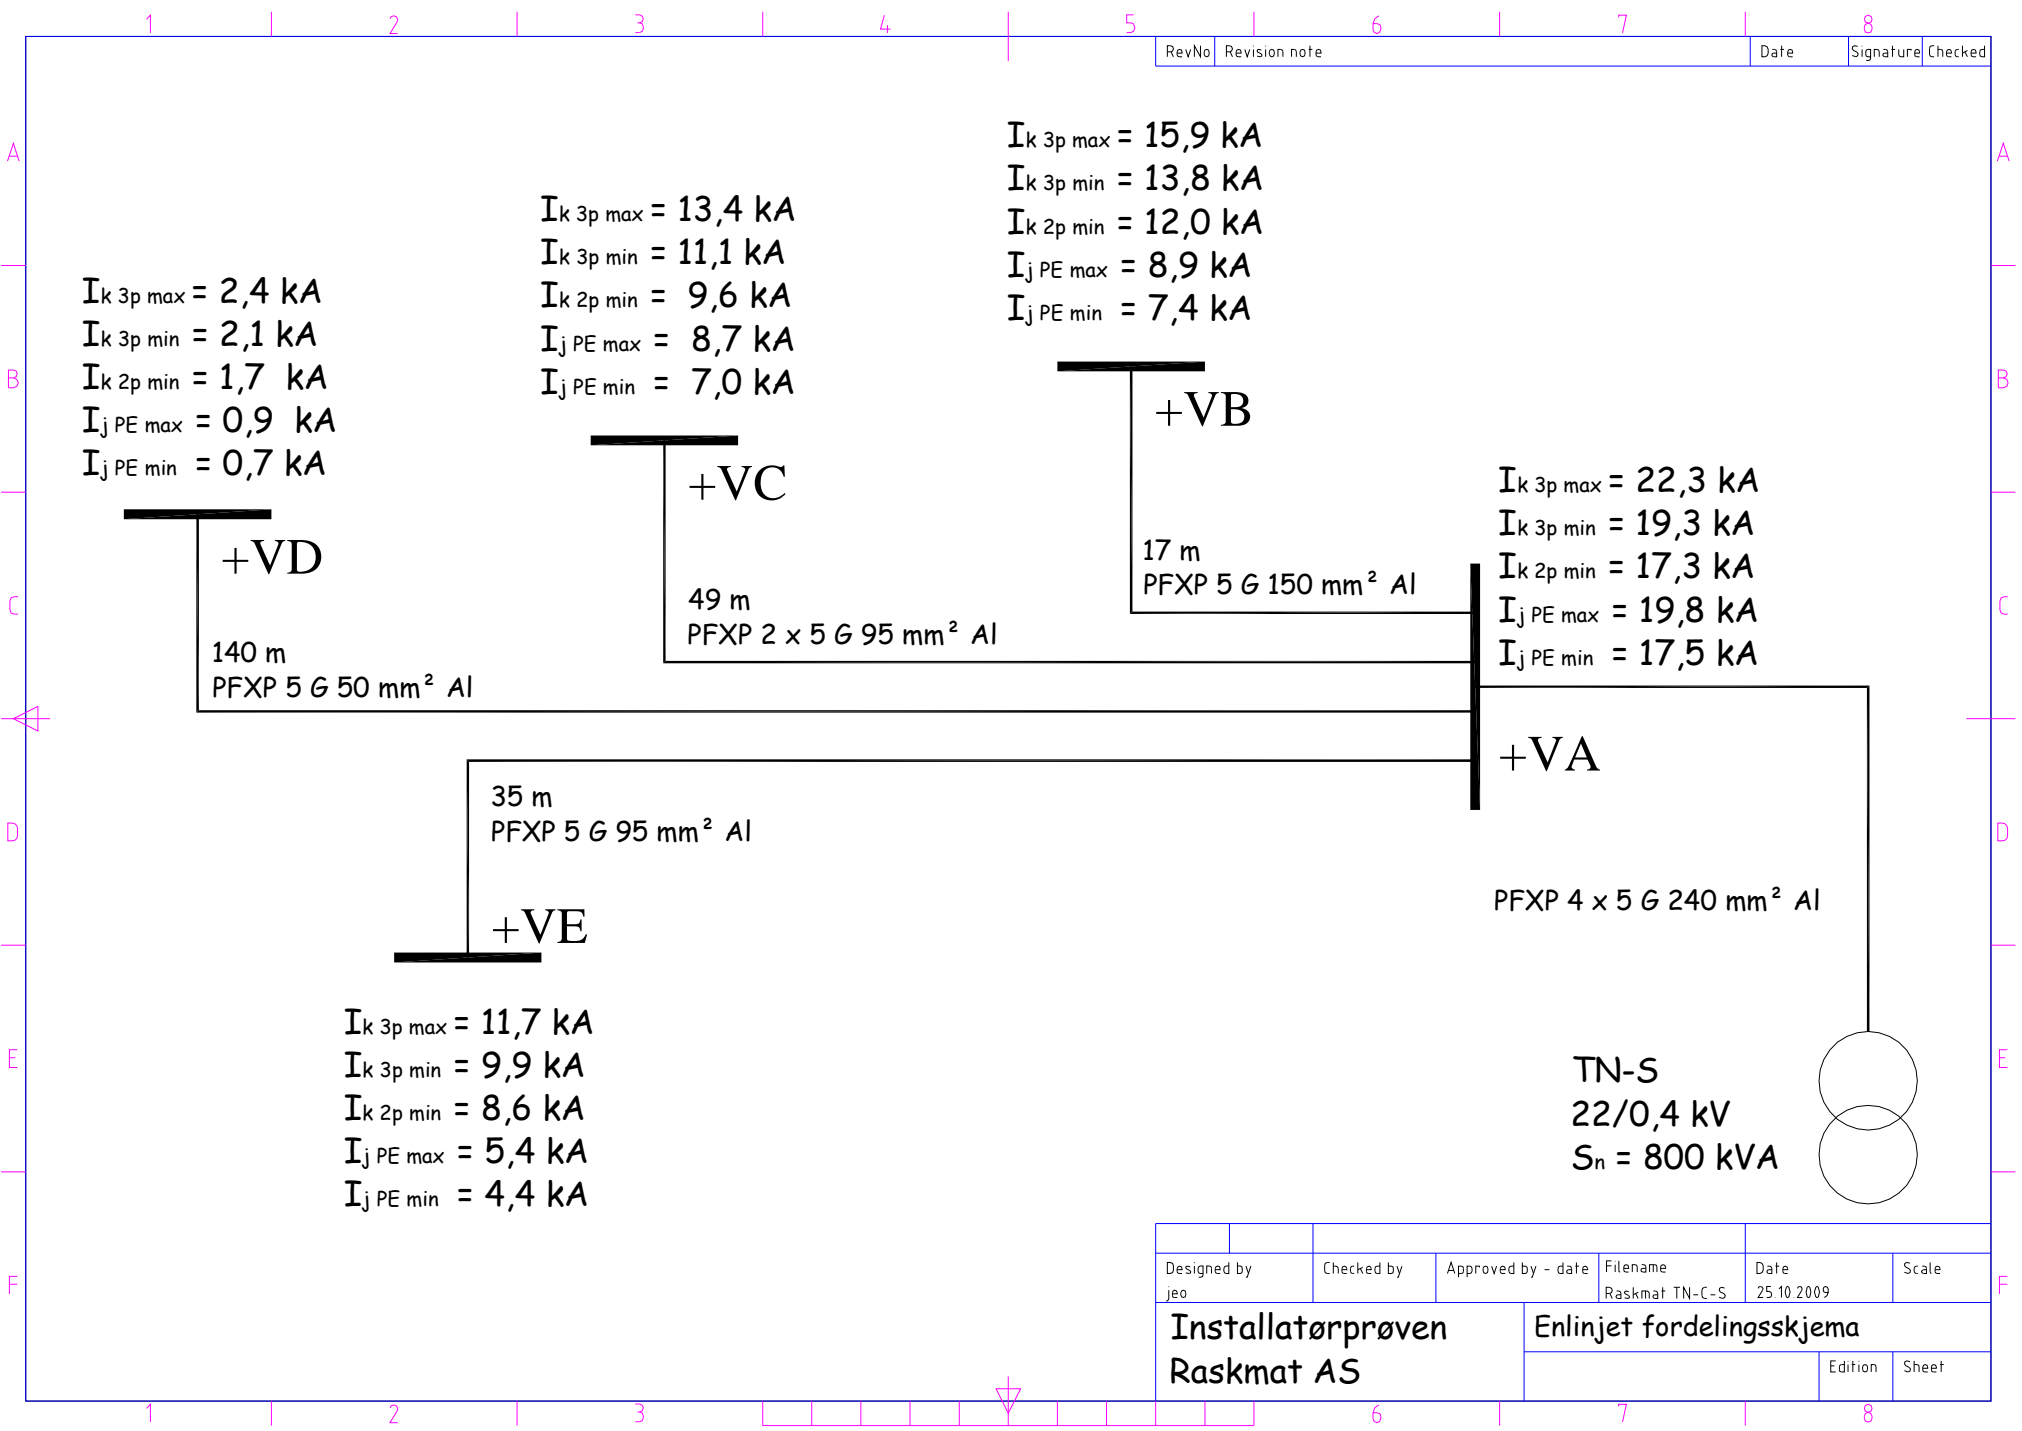 1 2 3 4 5 6 7 8
RevNo Revision note Date Signature Checked
A A
B B
C C
D D
E E
F F
Ik 3p max = 15,9 kA
Ik 3p min = 13,8 kA
Ik 2p min = 12,0 kA
Ij PE max = 8,9 kA
Ij PE min = 7,4 kA
+VB
17 m
PFXP 5 G 150 mm² Al
Ik 3p max = 13,4 kA
Ik 3p min = 11,1 kA
Ik 2p min = 9,6 kA
Ij PE max = 8,7 kA
Ij PE min = 7,0 kA
+VC
49 m
PFXP 2 x 5 G 95 mm² Al
Ik 3p max = 2,4 kA
Ik 3p min = 2,1 kA
Ik 2p min = 1,7 kA
Ij PE max = 0,9 kA
Ij PE min = 0,7 kA
+VD
140 m
PFXP 5 G 50 mm² Al
Ik 3p max = 22,3 kA
Ik 3p min = 19,3 kA
Ik 2p min = 17,3 kA
Ij PE max = 19,8 kA
Ij PE min = 17,5 kA
+VA
35 m
PFXP 5 G 95 mm² Al
+VE
Ik 3p max = 11,7 kA
Ik 3p min = 9,9 kA
Ik 2p min = 8,6 kA
Ij PE max = 5,4 kA
Ij PE min = 4,4 kA
PFXP 4 x 5 G 240 mm² Al
TN-S
22/0,4 kV
Sn = 800 kVA
Designed by Checked by Approved by - date Filename Date Scale
jeo Raskmat TN-C-S 25.10.2009
Installatørprøven
Raskmat AS
Enlinjet fordelingsskjema
Edition Sheet
1 2 3 6 7 8